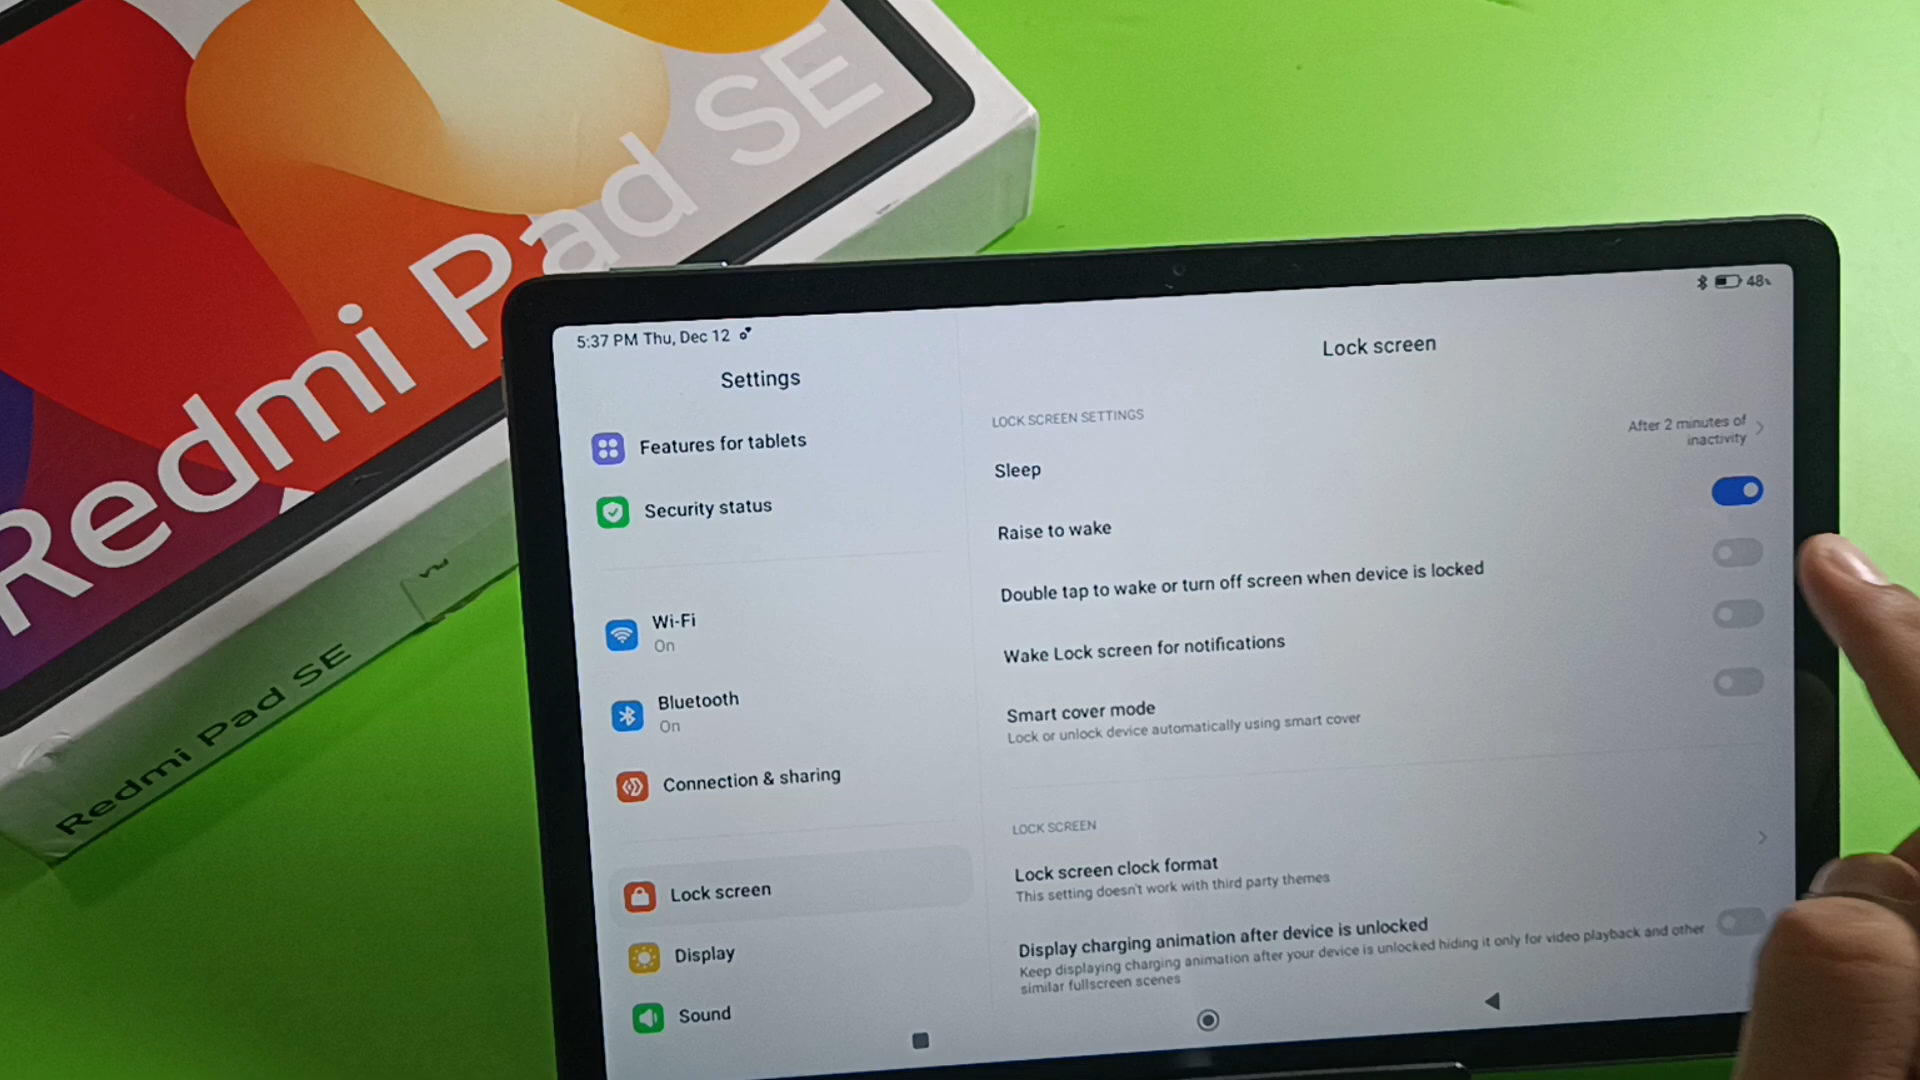 Redmi Pad SE
Redmi Pad SE
5:37 PM Thu, Dec 12
48%
Settings
Features for tablets
Security status
Wi-Fi
On
Bluetooth
On
Connection & sharing
Lock screen
Display
Sound
Lock screen
LOCK SCREEN SETTINGS
Sleep
After 2 minutes of
inactivity
Raise to wake
Double tap to wake or turn off screen when device is locked
Wake Lock screen for notifications
Smart cover mode
Lock or unlock device automatically using smart cover
LOCK SCREEN
Lock screen clock format
This setting doesn't work with third party themes
Display charging animation after device is unlocked
Keep displaying charging animation after your device is unlocked hiding it only for video playback and other
similar fullscreen scenes